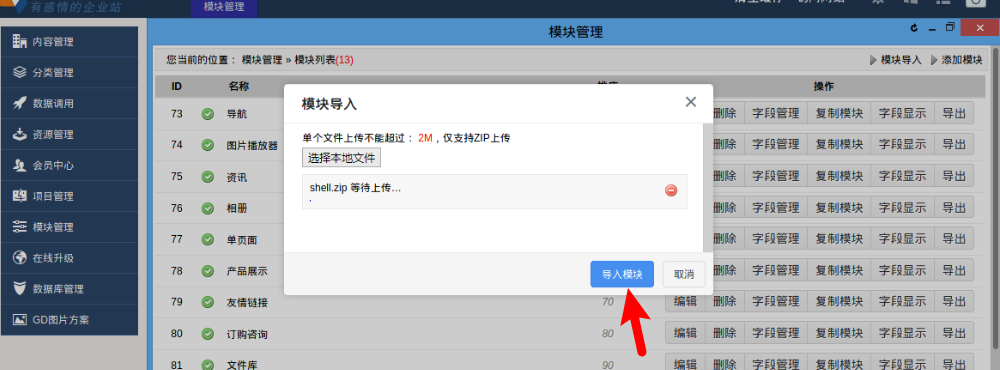 有感情的企业站
模块管理
内容管理
分类管理
数据调用
资源管理
会员中心
项目管理
模块管理
在线升级
数据库管理
GD图片方案
模块管理
您当前的位置： 模块管理 » 模块列表(13)
模块导入 添加模块
ID 名称 操作
73 导航 删除 字段管理 复制模块 字段显示 导出
74 图片播放器 删除 字段管理 复制模块 字段显示 导出
75 资讯 删除 字段管理 复制模块 字段显示 导出
76 相册 删除 字段管理 复制模块 字段显示 导出
77 单页面 删除 字段管理 复制模块 字段显示 导出
78 产品展示 删除 字段管理 复制模块 字段显示 导出
79 友情链接 70 编辑 删除 字段管理 复制模块 字段显示 导出
80 订购咨询 80 编辑 删除 字段管理 复制模块 字段显示 导出
81 文件库 90 编辑 删除 字段管理 复制模块 字段显示 导出
模块导入
单个文件上传不能超过： 2M，仅支持ZIP上传
选择本地文件
shell.zip 等待上传...
导入模块 取消